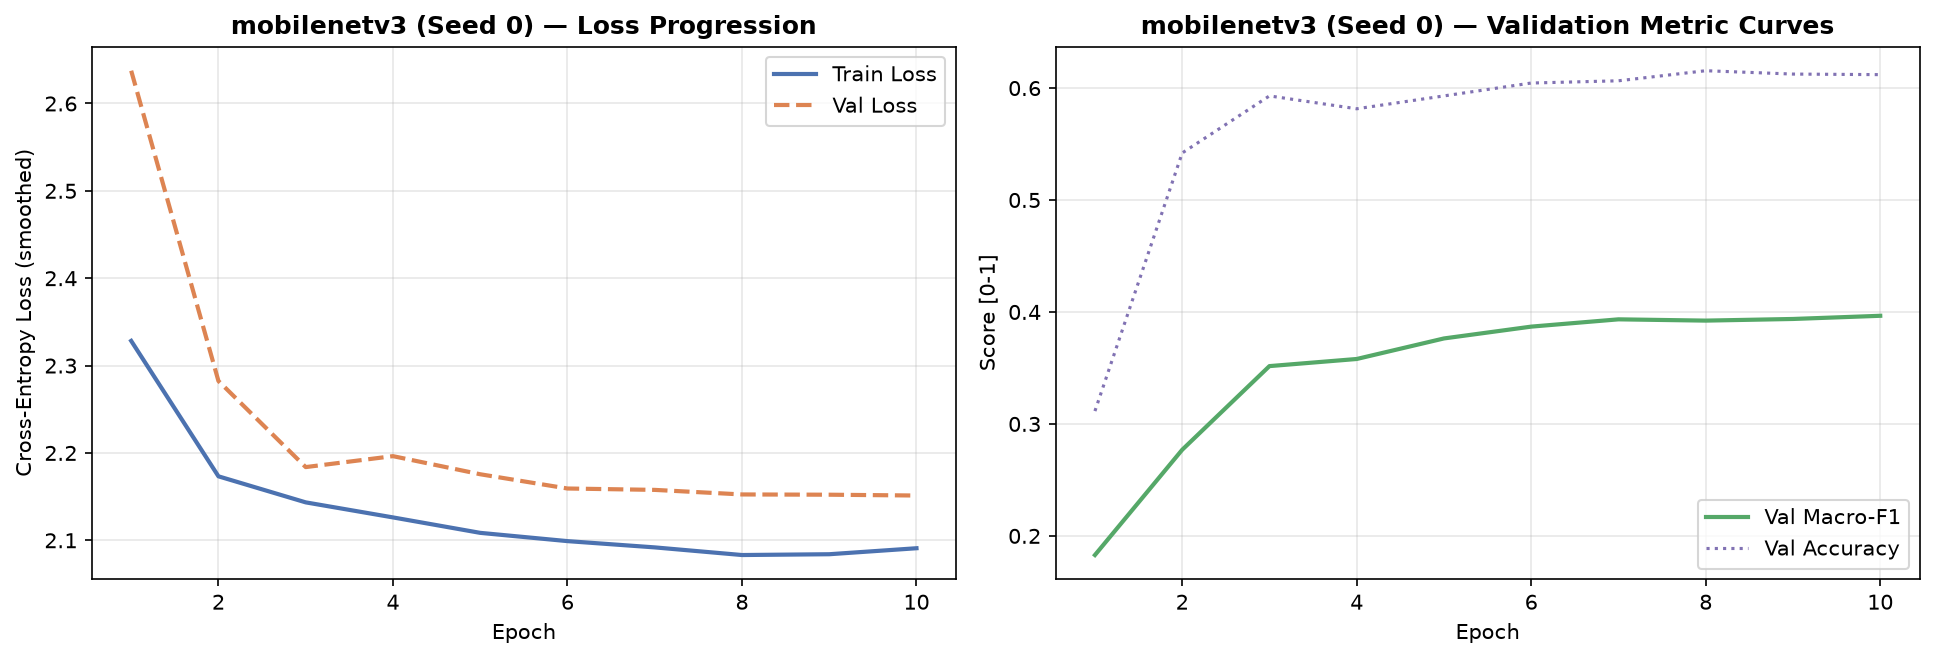 mobilenetv3 (Seed 0) — Loss Progression
Cross-Entropy Loss (smoothed)
2.6
2.5
2.4
2.3
2.2
2.1
Train Loss
Val Loss
2 4 6 8 10
Epoch
mobilenetv3 (Seed 0) — Validation Metric Curves
Score [0-1]
0.6
0.5
0.4
0.3
0.2
Val Macro-F1
Val Accuracy
2 4 6 8 10
Epoch